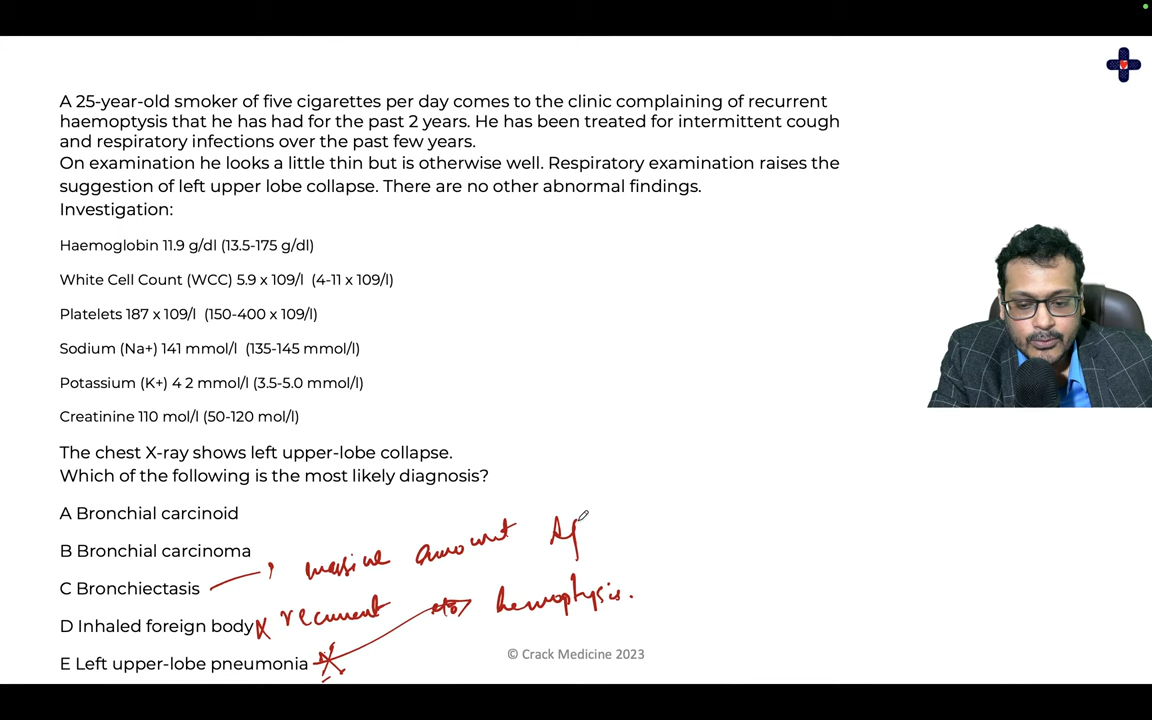 A 25-year-old smoker of five cigarettes per day comes to the clinic complaining of recurrent
haemoptysis that he has had for the past 2 years. He has been treated for intermittent cough
and respiratory infections over the past few years.
On examination he looks a little thin but is otherwise well. Respiratory examination raises the
suggestion of left upper lobe collapse. There are no other abnormal findings.
Investigation:
Haemoglobin 11.9 g/dl (13.5-175 g/dl)
White Cell Count (WCC) 5.9 x 109/l (4-11 x 109/l)
Platelets 187 x 109/l (150-400 x 109/l)
Sodium (Na+) 141 mmol/l (135-145 mmol/l)
Potassium (K+) 4 2 mmol/l (3.5-5.0 mmol/l)
Creatinine 110 mol/l (50-120 mol/l)
The chest X-ray shows left upper-lobe collapse.
Which of the following is the most likely diagnosis?
A Bronchial carcinoid
B Bronchial carcinoma
C Bronchiectasis massive amount
D Inhaled foreign body recurrent hemoptysis.
E Left upper-lobe pneumonia
© Crack Medicine 2023